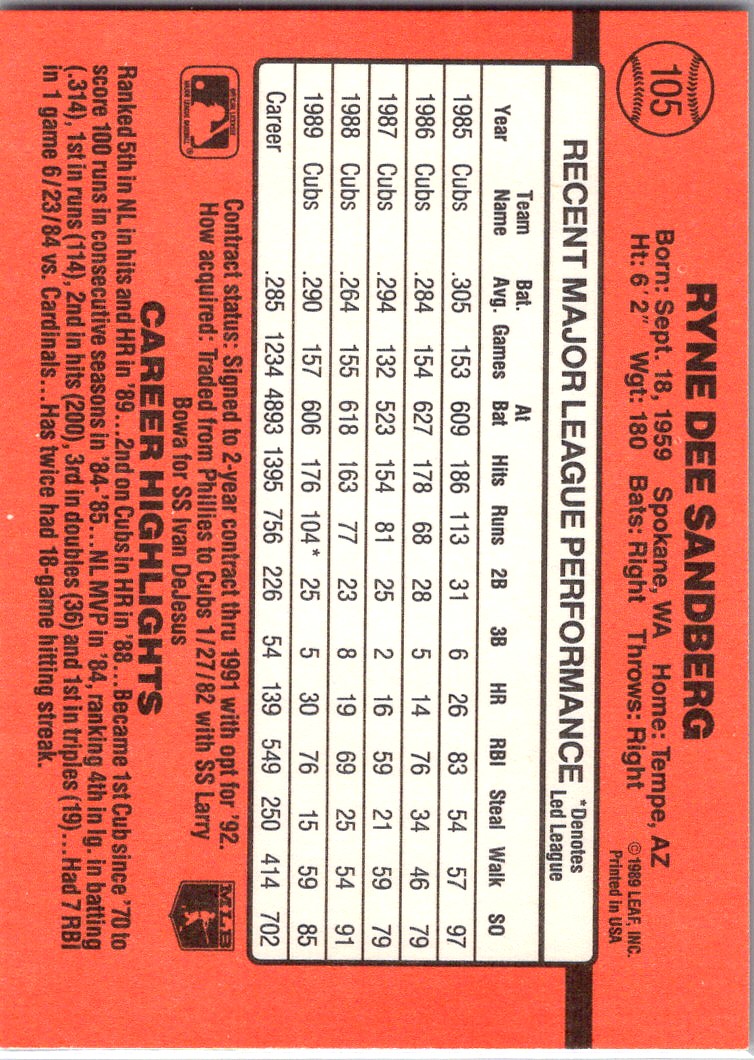 105
RYNE DEE SANDBERG
Born: Sept. 18, 1959 Spokane, WA Home: Tempe, AZ
Ht: 6' 2" Wgt: 180 Bats: Right Throws: Right
©1989 LEAF, INC.
Printed in USA
RECENT MAJOR LEAGUE PERFORMANCE *Denotes
Led League
Year Team Name Bat. Avg. Games At Bat Hits Runs 2B 3B HR RBI Steal Walk SO
1985 Cubs .305 153 609 186 113 31 6 26 83 54 57 97
1986 Cubs .284 154 627 178 68 28 5 14 76 34 46 79
1987 Cubs .294 132 523 154 81 25 2 16 59 21 59 79
1988 Cubs .264 155 618 163 77 23 8 19 69 25 54 91
1989 Cubs .290 157 606 176 104* 25 5 30 76 15 59 85
Career .285 1234 4893 1395 756 226 54 139 549 250 414 702
OFFICIAL LICENSEE
MAJOR LEAGUE BASEBALL
Contract status: Signed to 2-year contract thru 1991 with opt for '92.
How acquired: Traded from Phillies to Cubs 1/27/82 with SS Larry
Bowa for SS Ivan DeJesus
MLB
CAREER HIGHLIGHTS
Ranked 5th in NL in hits and HR in '89...2nd on Cubs in HR in '88...Became 1st Cub since '70 to
score 100 runs in consecutive seasons in '84-'85...NL MVP in '84, ranking 4th in lg. in batting
(.314), 1st in runs (114), 2nd in hits (200), 3rd in doubles (36) and 1st in triples (19)...Had 7 RBI
in 1 game 6/23/84 vs. Cardinals...Has twice had 18-game hitting streak.